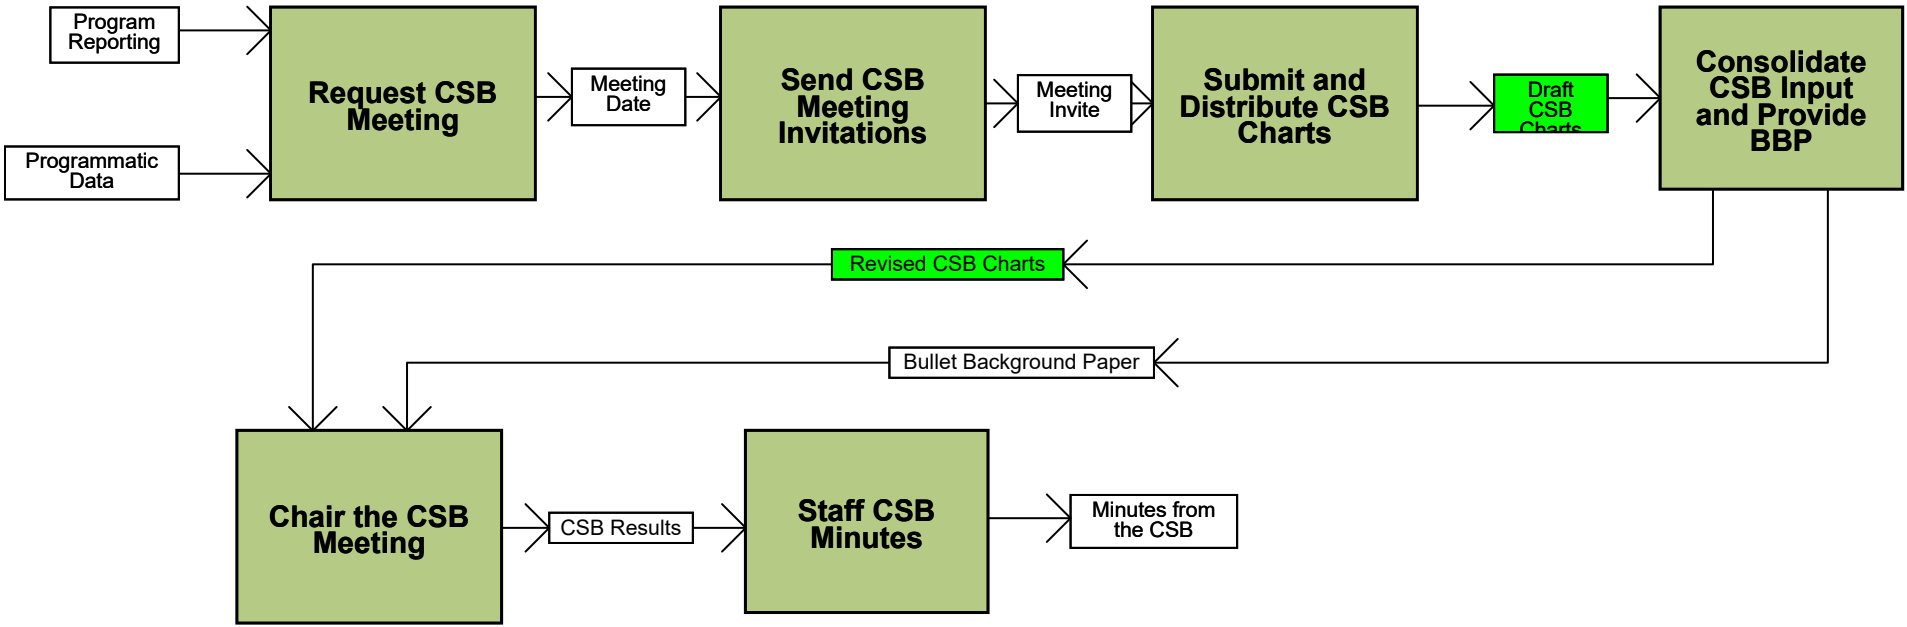 Program
Reporting
Request CSB
Meeting
Meeting
Date
Send CSB
Meeting
Invitations
Meeting
Invite
Submit and
Distribute CSB
Charts
Draft
CSB
Charts
Consolidate
CSB Input
and Provide
BBP
Programmatic
Data
Revised CSB Charts
Bullet Background Paper
Chair the CSB
Meeting
CSB Results
Staff CSB
Minutes
Minutes from
the CSB